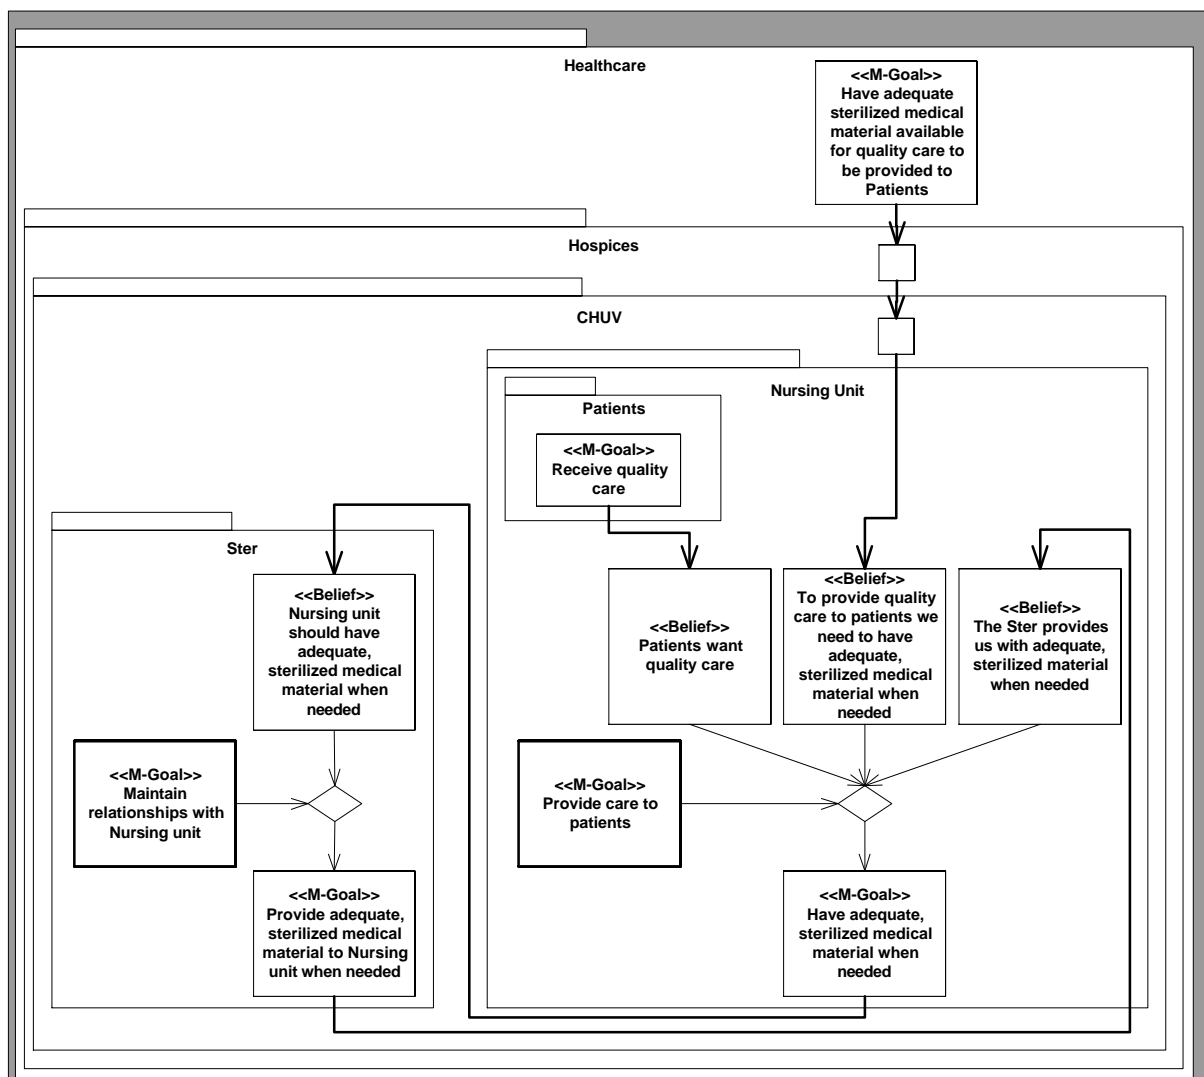 Healthcare
<<M-Goal>>
Have adequate
sterilized medical
material available
for quality care to
be provided to
Patients
Hospices
CHUV
Nursing Unit
Patients
<<M-Goal>>
Receive quality
care
Ster
<<Belief>>
Nursing unit
should have
adequate,
sterilized medical
material when
needed
<<Belief>>
Patients want
quality care
<<Belief>>
To provide quality
care to patients we
need to have
adequate,
sterilized medical
material when
needed
<<Belief>>
The Ster provides
us with adequate,
sterilized material
when needed
<<M-Goal>>
Maintain
relationships with
Nursing unit
<<M-Goal>>
Provide care to
patients
<<M-Goal>>
Provide adequate,
sterilized medical
material to Nursing
unit when needed
<<M-Goal>>
Have adequate,
sterilized medical
material when
needed